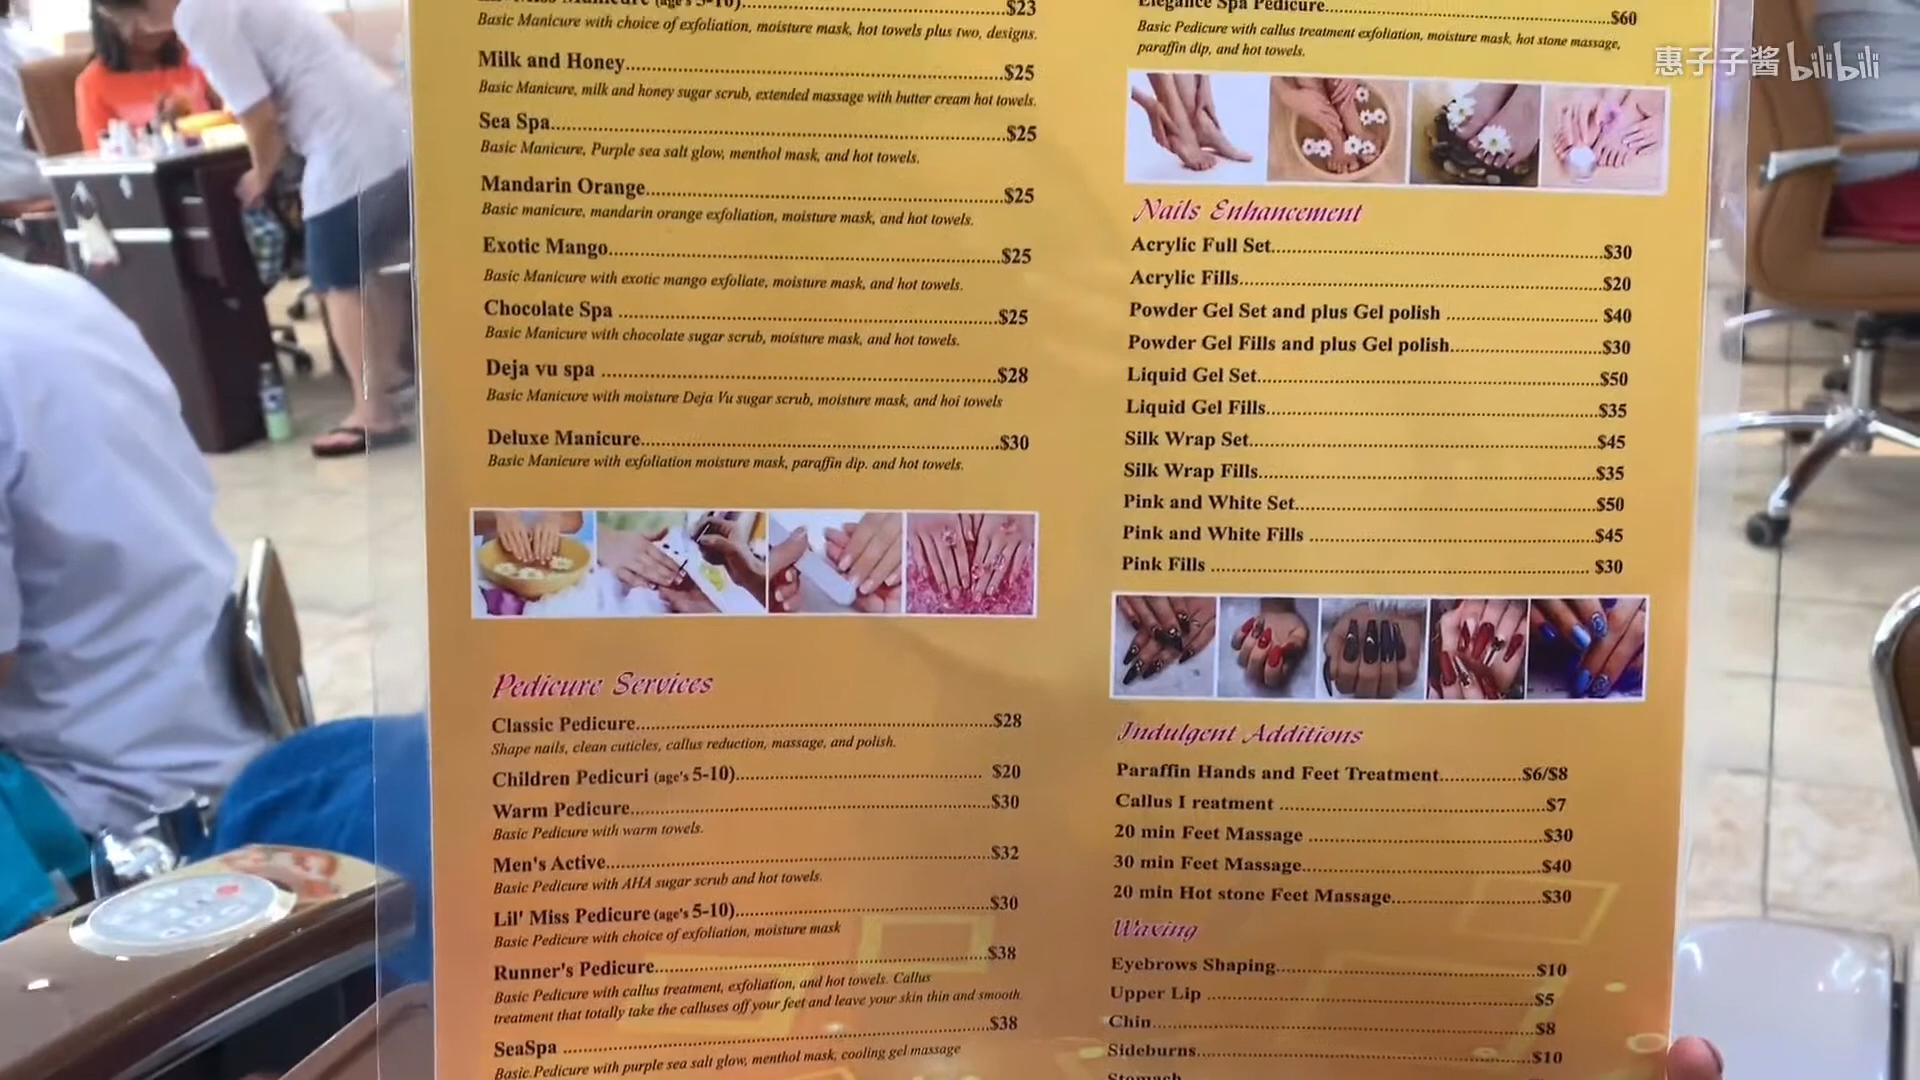 Miss Manicure (age's 5-10) $23
Basic Manicure with choice of exfoliation, moisture mask, hot towels plus two, designs.
Milk and Honey $25
Basic Manicure, milk and honey sugar scrub, extended massage with butter cream hot towels.
Sea Spa $25
Basic Manicure, Purple sea salt glow, menthol mask, and hot towels.
Mandarin Orange $25
Basic manicure, mandarin orange exfoliation, moisture mask, and hot towels.
Exotic Mango $25
Basic Manicure with exotic mango exfoliate, moisture mask, and hot towels.
Chocolate Spa $25
Basic Manicure with chocolate sugar scrub, moisture mask, and hot towels.
Deja vu spa $28
Basic Manicure with moisture Deja Vu sugar scrub, moisture mask, and hoi towels
Deluxe Manicure $30
Basic Manicure with exfoliation moisture mask, paraffin dip. and hot towels.
Pedicure Services
Classic Pedicure $28
Shape nails, clean cuticles, callus reduction, massage, and polish.
Children Pedicuri (age's 5-10) $20
Warm Pedicure $30
Basic Pedicure with warm towels.
Men's Active $32
Basic Pedicure with AHA sugar scrub and hot towels.
Lil' Miss Pedicure (age's 5-10) $30
Basic Pedicure with choice of exfoliation, moisture mask
Runner's Pedicure $38
Basic Pedicure with callus treatment, exfoliation, and hot towels. Callus
treatment that totally take the calluses off your feet and leave your skin thin and smooth.
SeaSpa $38
Basic.Pedicure with purple sea salt glow, menthol mask, cooling gel massage
Elegance Spa Pedicure $60
Basic Pedicure with callus treatment exfoliation, moisture mask, hot stone massage,
paraffin dip, and hot towels.
Nails Enhancement
Acrylic Full Set $30
Acrylic Fills $20
Powder Gel Set and plus Gel polish $40
Powder Gel Fills and plus Gel polish $30
Liquid Gel Set $50
Liquid Gel Fills $35
Silk Wrap Set $45
Silk Wrap Fills $35
Pink and White Set $50
Pink and White Fills $45
Pink Fills $30
Indulgent Additions
Paraffin Hands and Feet Treatment $6/$8
Callus I reatment $7
20 min Feet Massage $30
30 min Feet Massage $40
20 min Hot stone Feet Massage $30
Waxing
Eyebrows Shaping $10
Upper Lip $5
Chin $8
Sideburns $10
Stomach
惠子子酱 bilibili